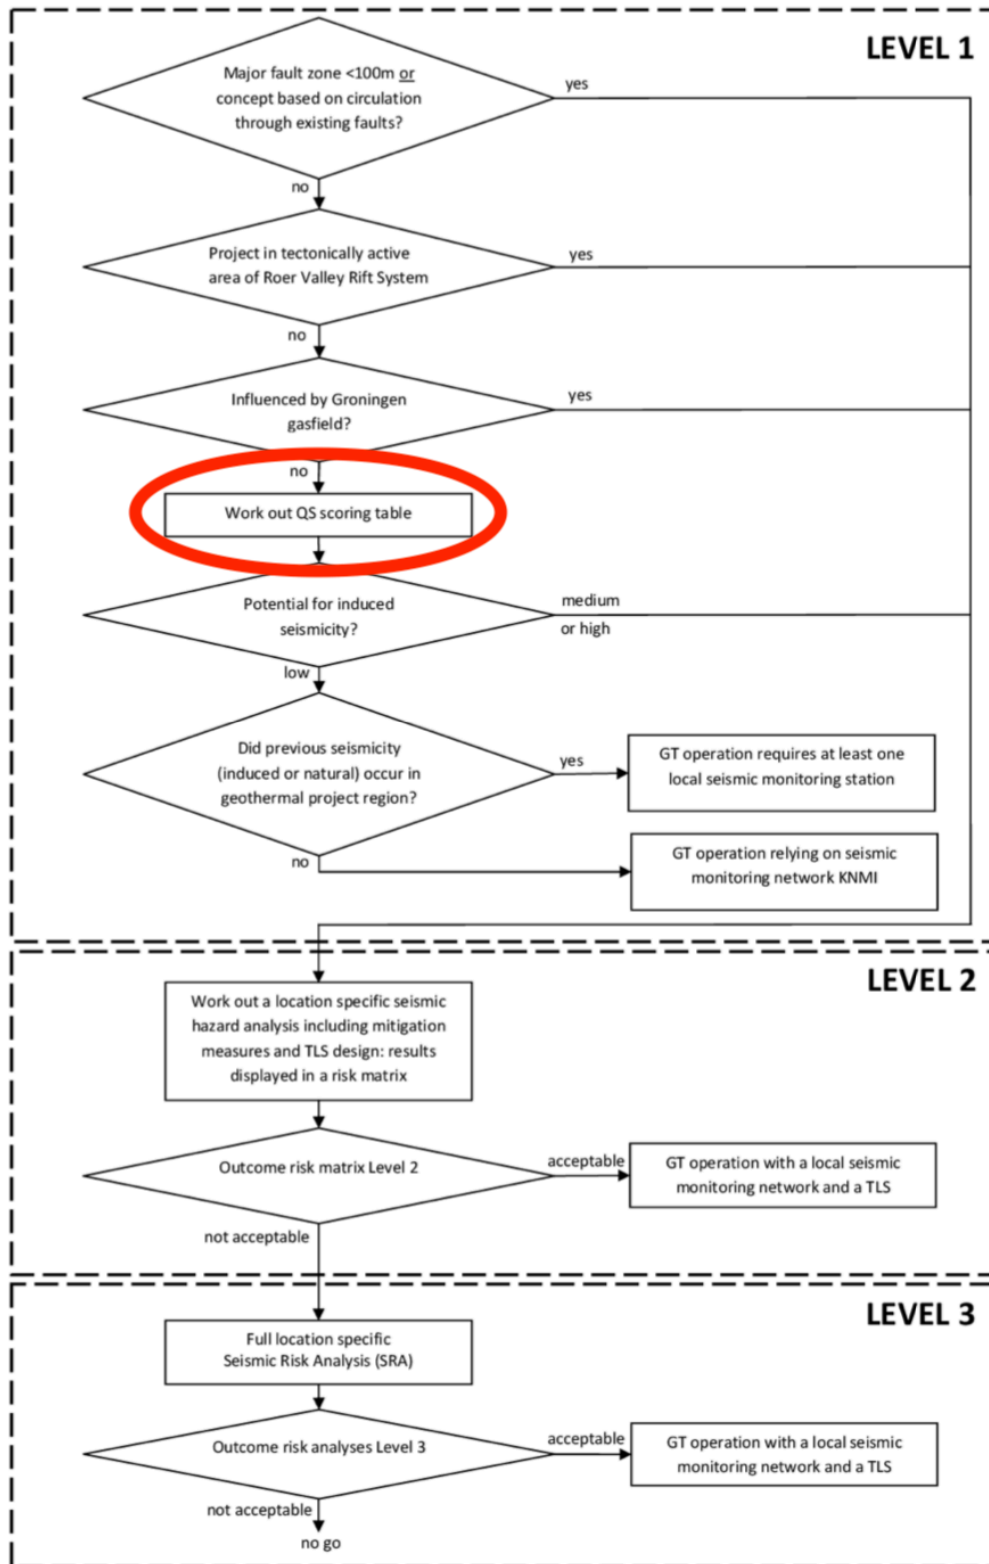 LEVEL 1
Major fault zone <100m or
concept based on circulation
through existing faults?
yes
no
Project in tectonically active
area of Roer Valley Rift System
yes
no
Influenced by Groningen
gasfield?
yes
no
Work out QS scoring table
Potential for induced
seismicity?
medium
or high
low
Did previous seismicity
(induced or natural) occur in
geothermal project region?
yes
GT operation requires at least one
local seismic monitoring station
no
GT operation relying on seismic
monitoring network KNMI
LEVEL 2
Work out a location specific seismic
hazard analysis including mitigation
measures and TLS design: results
displayed in a risk matrix
Outcome risk matrix Level 2
acceptable
GT operation with a local seismic
monitoring network and a TLS
not acceptable
LEVEL 3
Full location specific
Seismic Risk Analysis (SRA)
Outcome risk analyses Level 3
acceptable
GT operation with a local seismic
monitoring network and a TLS
not acceptable
no go